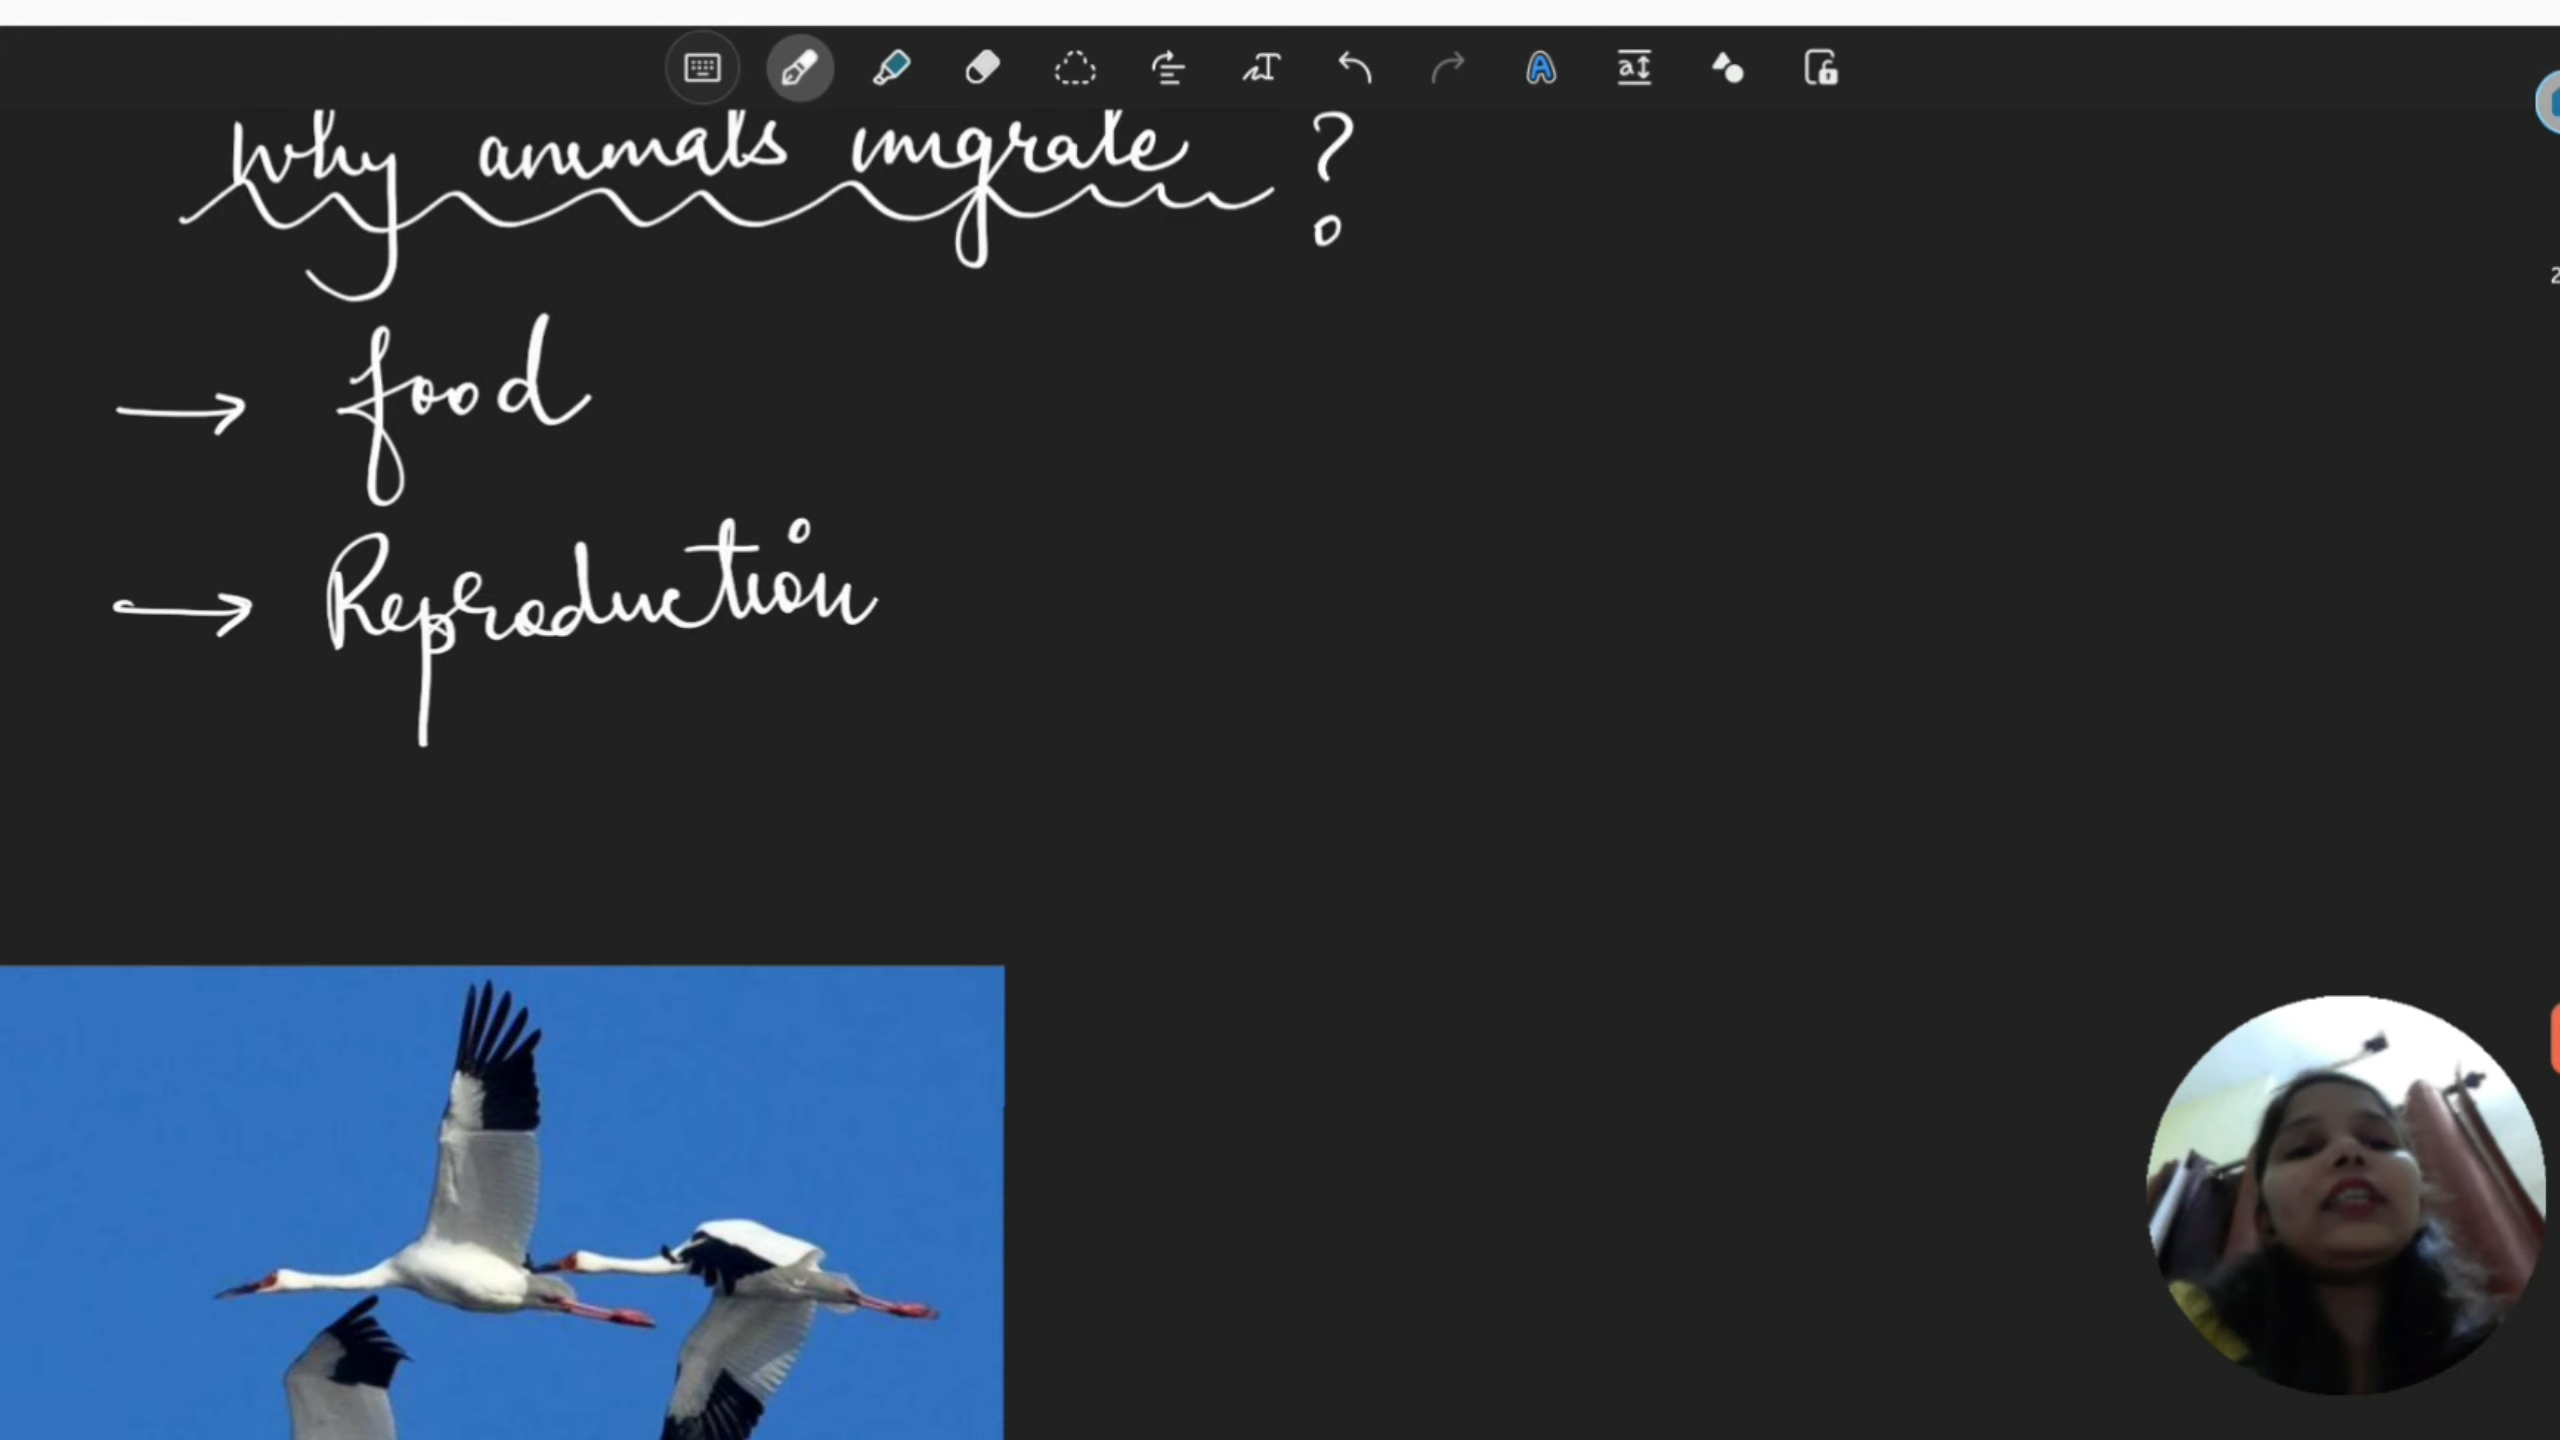 Why animals migrate ?
→ food
→ Reproduction